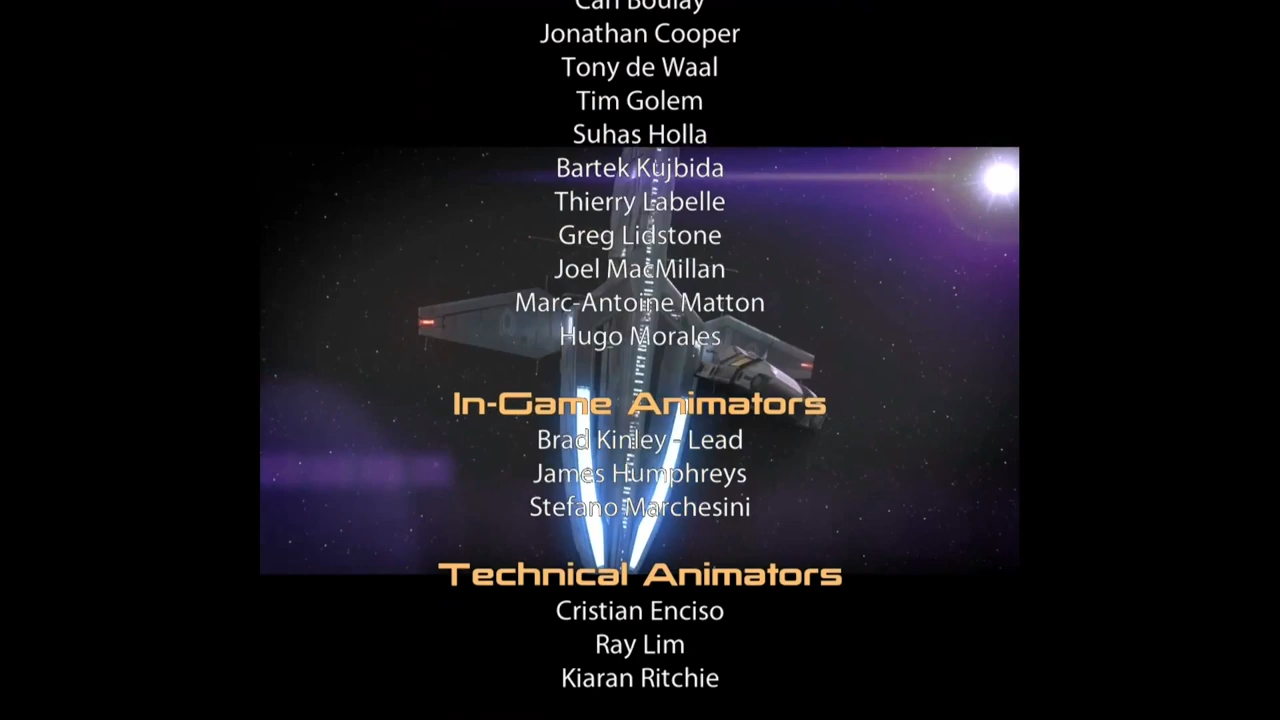 Carl Boulay
Jonathan Cooper
Tony de Waal
Tim Golem
Suhas Holla
Bartek Kujbida
Thierry Labelle
Greg Lidstone
Joel MacMillan
Marc-Antoine Matton
Hugo Morales
In-Game Animators
Brad Kinley - Lead
James Humphreys
Stefano Marchesini
Technical Animators
Cristian Enciso
Ray Lim
Kiaran Ritchie